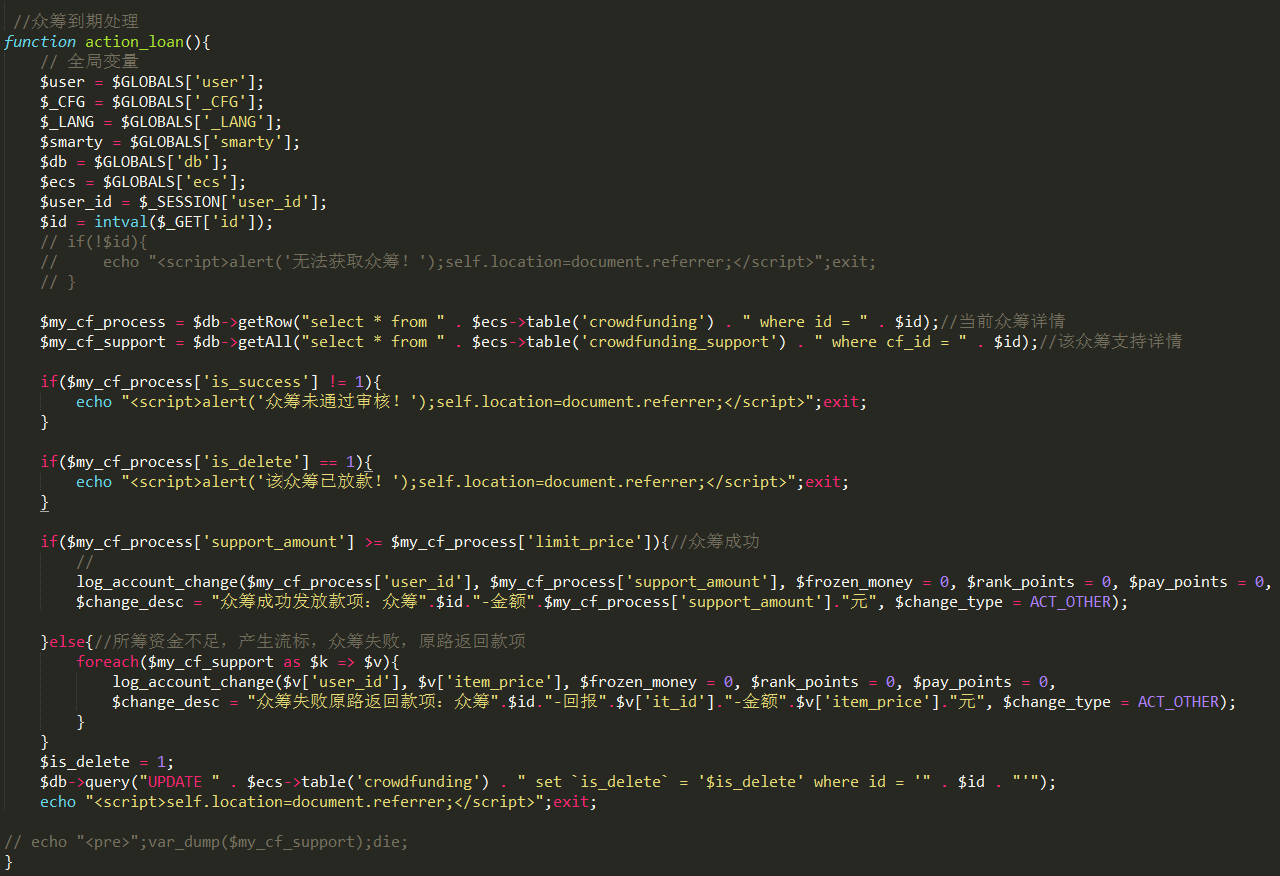 //众筹到期处理
function action_loan(){
    // 全局变量
    $user = $GLOBALS['user'];
    $_CFG = $GLOBALS['_CFG'];
    $_LANG = $GLOBALS['_LANG'];
    $smarty = $GLOBALS['smarty'];
    $db = $GLOBALS['db'];
    $ecs = $GLOBALS['ecs'];
    $user_id = $_SESSION['user_id'];
    $id = intval($_GET['id']);
    // if(!$id){
    //     echo "<script>alert('无法获取众筹！');self.location=document.referrer;</script>";exit;
    // }

    $my_cf_process = $db->getRow("select * from " . $ecs->table('crowdfunding') . " where id = " . $id);//当前众筹详情
    $my_cf_support = $db->getAll("select * from " . $ecs->table('crowdfunding_support') . " where cf_id = " . $id);//该众筹支持详情

    if($my_cf_process['is_success'] != 1){
        echo "<script>alert('众筹未通过审核！');self.location=document.referrer;</script>";exit;
    }

    if($my_cf_process['is_delete'] == 1){
        echo "<script>alert('该众筹已放款！');self.location=document.referrer;</script>";exit;
    }

    if($my_cf_process['support_amount'] >= $my_cf_process['limit_price']){//众筹成功
        //
        log_account_change($my_cf_process['user_id'], $my_cf_process['support_amount'], $frozen_money = 0, $rank_points = 0, $pay_points = 0,
        $change_desc = "众筹成功发放款项：众筹".$id."-金额".$my_cf_process['support_amount']."元", $change_type = ACT_OTHER);

    }else{//所筹资金不足，产生流标，众筹失败，原路返回款项
        foreach($my_cf_support as $k => $v){
            log_account_change($v['user_id'], $v['item_price'], $frozen_money = 0, $rank_points = 0, $pay_points = 0,
            $change_desc = "众筹失败原路返回款项：众筹".$id."-回报".$v['it_id']."-金额".$v['item_price']."元", $change_type = ACT_OTHER);
        }
    }
    $is_delete = 1;
    $db->query("UPDATE " . $ecs->table('crowdfunding') . " set `is_delete` = '$is_delete' where id = '" . $id . "'");
    echo "<script>self.location=document.referrer;</script>";exit;

// echo "<pre>";var_dump($my_cf_support);die;
}